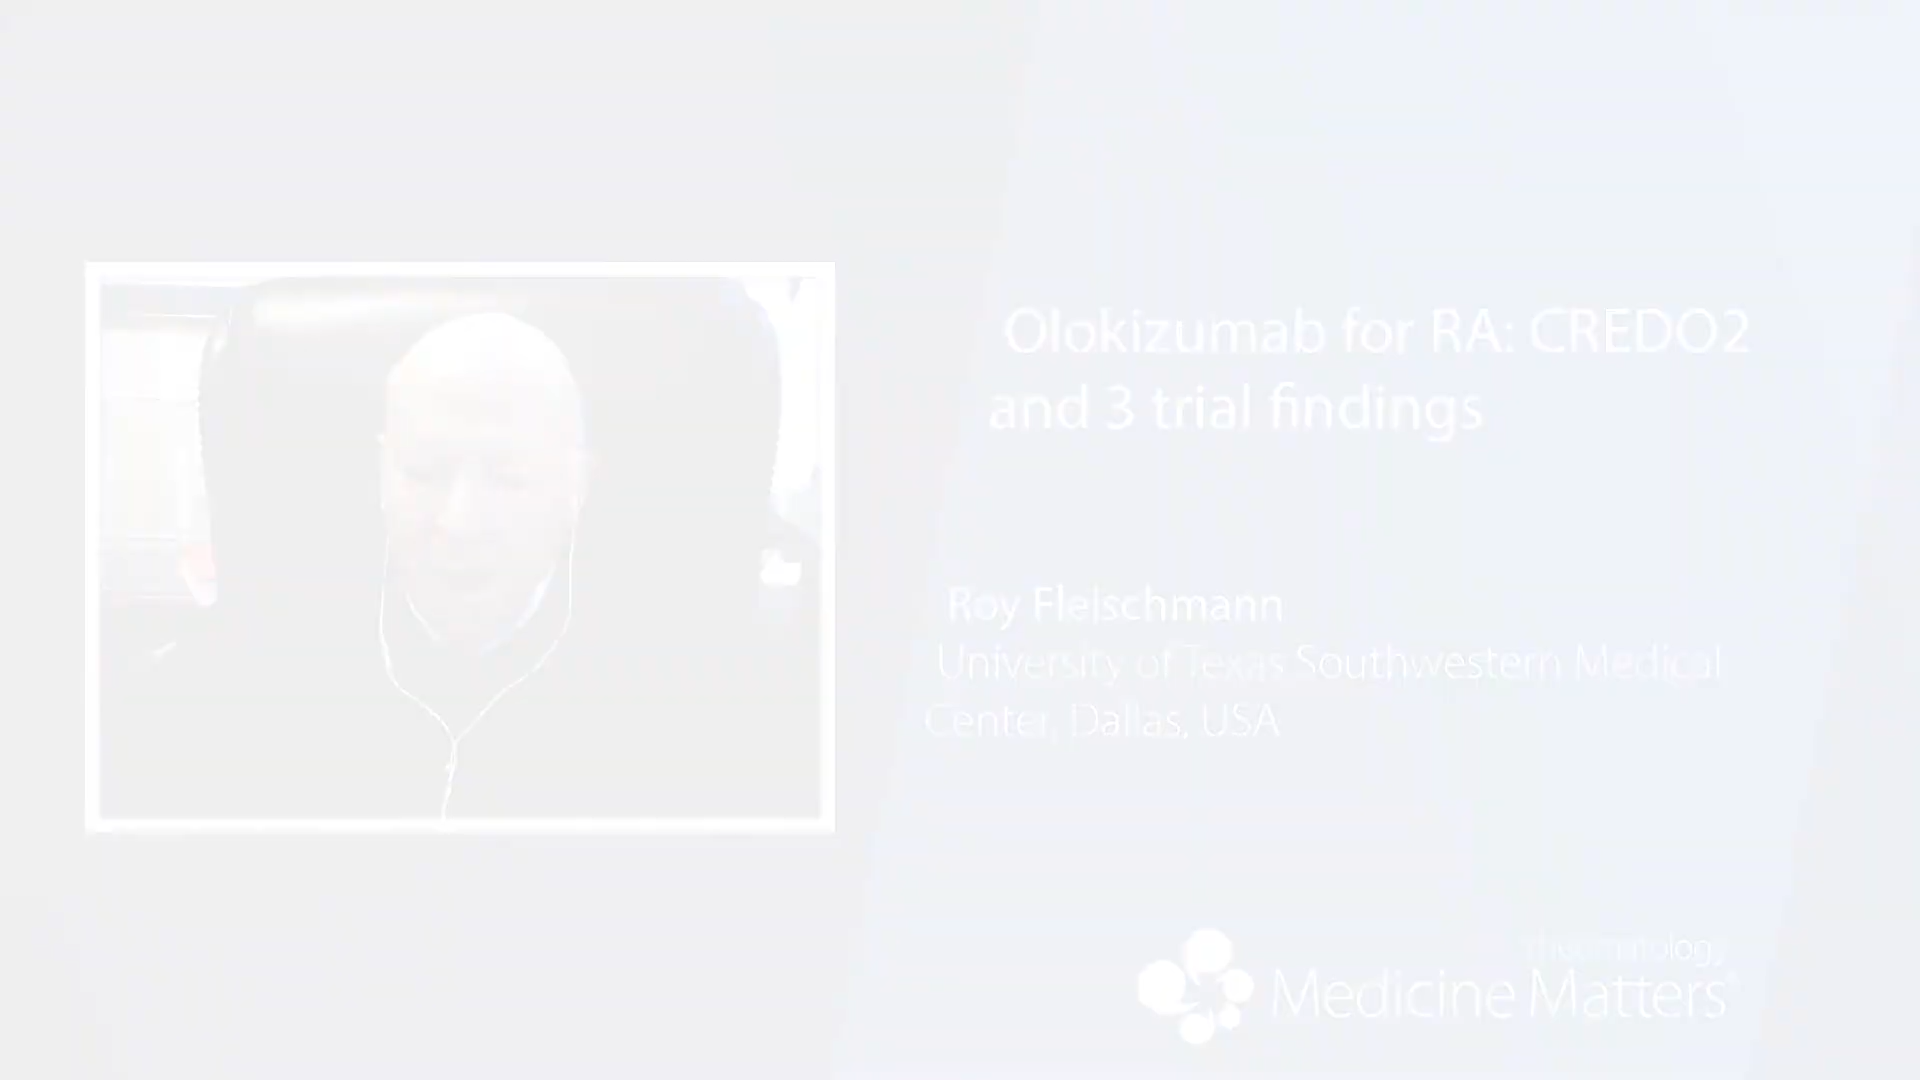 Olokizumab for RA: CREDO2
and 3 trial findings
Roy Fleischmann
University of Texas Southwestern Medical
Center, Dallas, USA
rheumatology
Medicine Matters